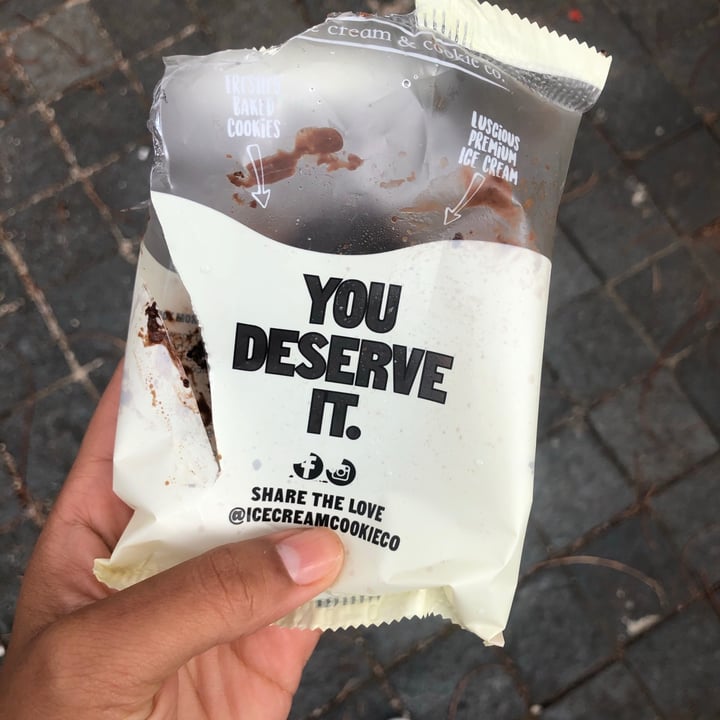 cream & cookie co.
FRESHLY
BAKED
COOKIES
LUSCIOUS
PREMIUM
ICE CREAM
YOU
DESERVE
IT.
SHARE THE LOVE
@ICECREAMCOOKIECO